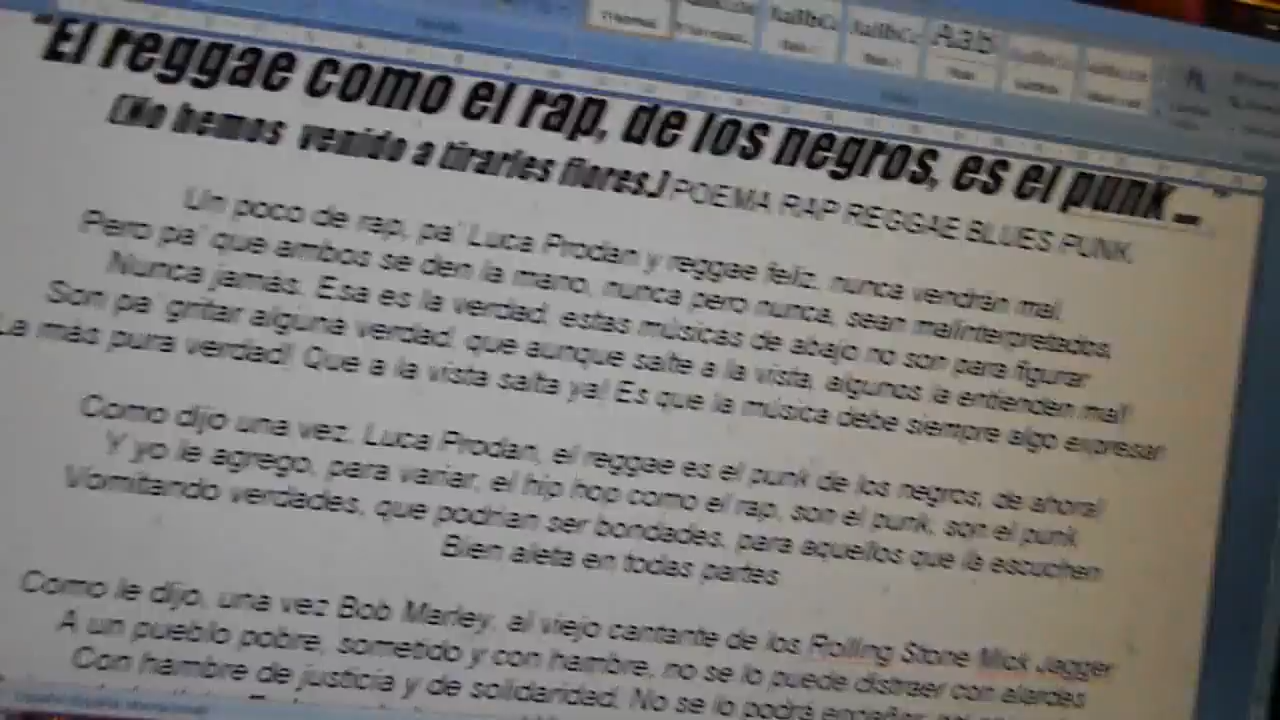 "El reggae como el rap, de los negros, es el punk... "
(No hemos venido a tirarles flores.) POEMA RAP REGGAE BLUES PUNK
Un poco de rap, pa' Luca Prodan y reggae feliz, nunca vendrán mal.
Pero pa' que ambos se den la mano, nunca pero nunca, sean malinterpretados,
Nunca jamás. Esa es la verdad, estas músicas de abajo no son para figurar
Son pa' gritar alguna verdad, que aunque salte a la vista, algunos la entienden mal!
La más pura verdad! Que a la vista salta ya! Es que la música debe siempre algo expresar
Como dijo una vez, Luca Prodan, el reggae es el punk de los negros, de ahora!
Y yo le agrego, para variar, el hip hop como el rap, son el punk, son el punk
Vomitando verdades, que podrían ser bondades, para aquellos que la escuchen
Bien aleta en todas partes
Como le dijo, una vez Bob Marley, al viejo cantante de los Rolling Stone Mick Jagger
A un pueblo pobre, sometido y con hambre, no se lo puede distraer con alardes
Con hambre de justicia y de solidaridad. No se lo podrá